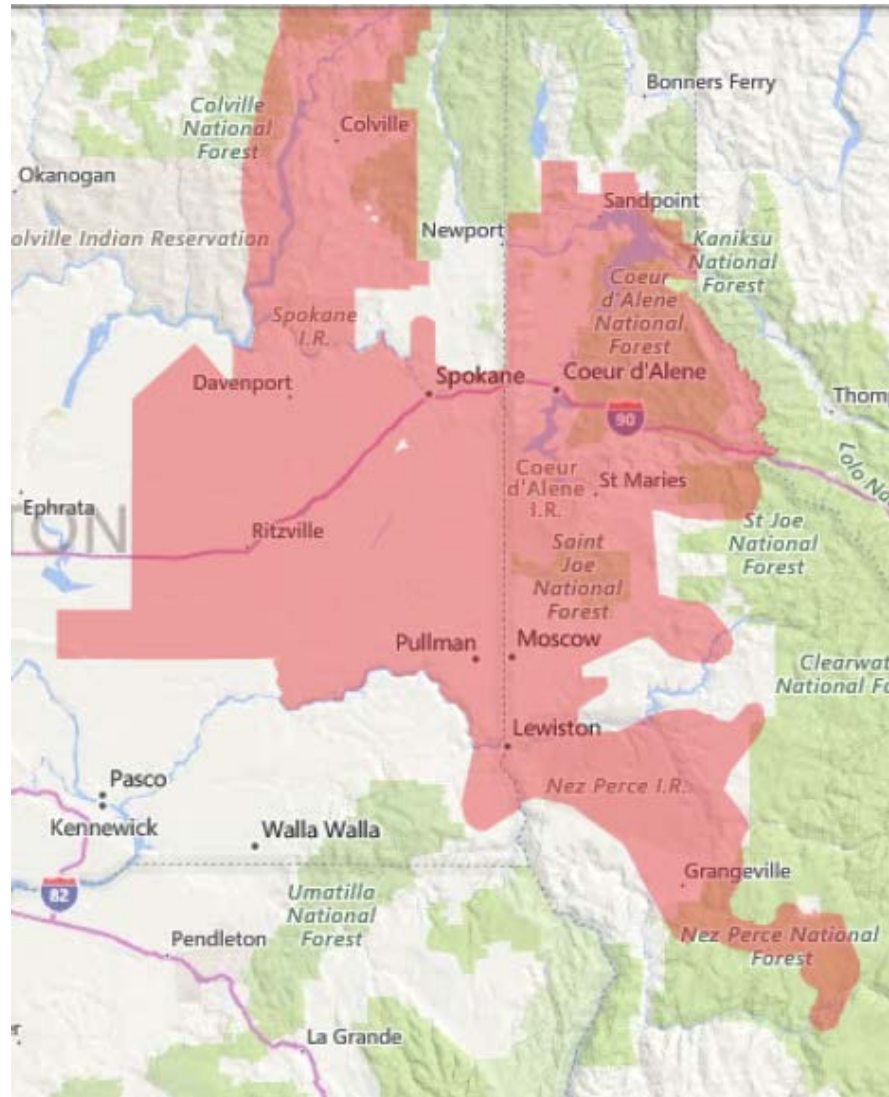 Bonners Ferry
Colville
National
Forest
Colville
Okanogan
Sandpoint
Newport
olville Indian Reservation
Kaniksu
National
Forest
Coeur
d'Alene
National
Forest
Spokane
I.R.
Davenport
Spokane
Coeur d'Alene
Thomp
90
Lolo Na
Coeur
d'Alene
I.R.
St Maries
Ephrata
TON
Ritzville
St Joe
National
Forest
Saint
Joe
National
Forest
Pullman
Moscow
Clearwat
National Fo
Lewiston
Nez Perce I.R.
Pasco
Kennewick
Walla Walla
Grangeville
82
Umatilla
National
Forest
Nez Perce National
Forest
Pendleton
La Grande
er